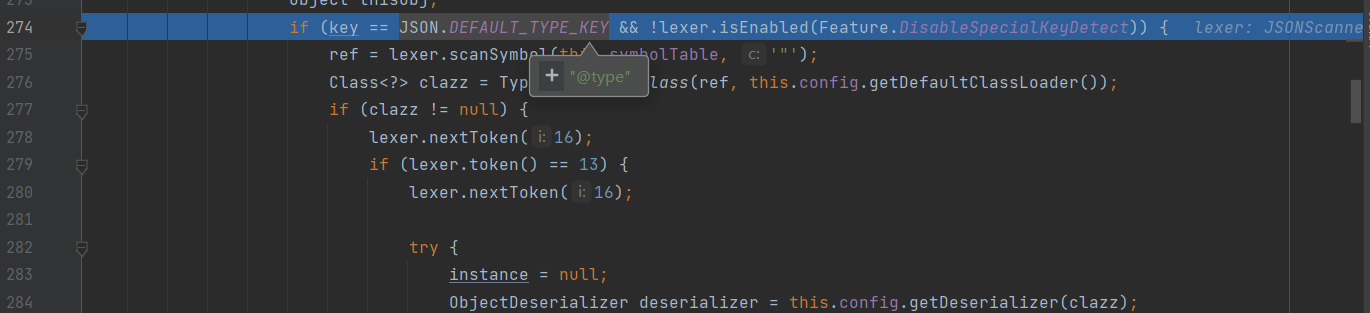 273 Object thisObj;
274 if (key == JSON.DEFAULT_TYPE_KEY && !lexer.isEnabled(Feature.DisableSpecialKeyDetect)) { lexer: JSONScanne
275 ref = lexer.scanSymbol(this.symbolTable, c: '"');
+ "@type"
276 Class<?> clazz = Typ lass(ref, this.config.getDefaultClassLoader());
277 if (clazz != null) {
278 lexer.nextToken( i: 16);
279 if (lexer.token() == 13) {
280 lexer.nextToken( i: 16);
281
282 try {
283 instance = null;
284 ObjectDeserializer deserializer = this.config.getDeserializer(clazz);